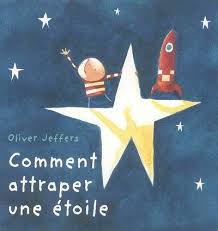 Oliver Jeffers
Comment
attraper
une étoile